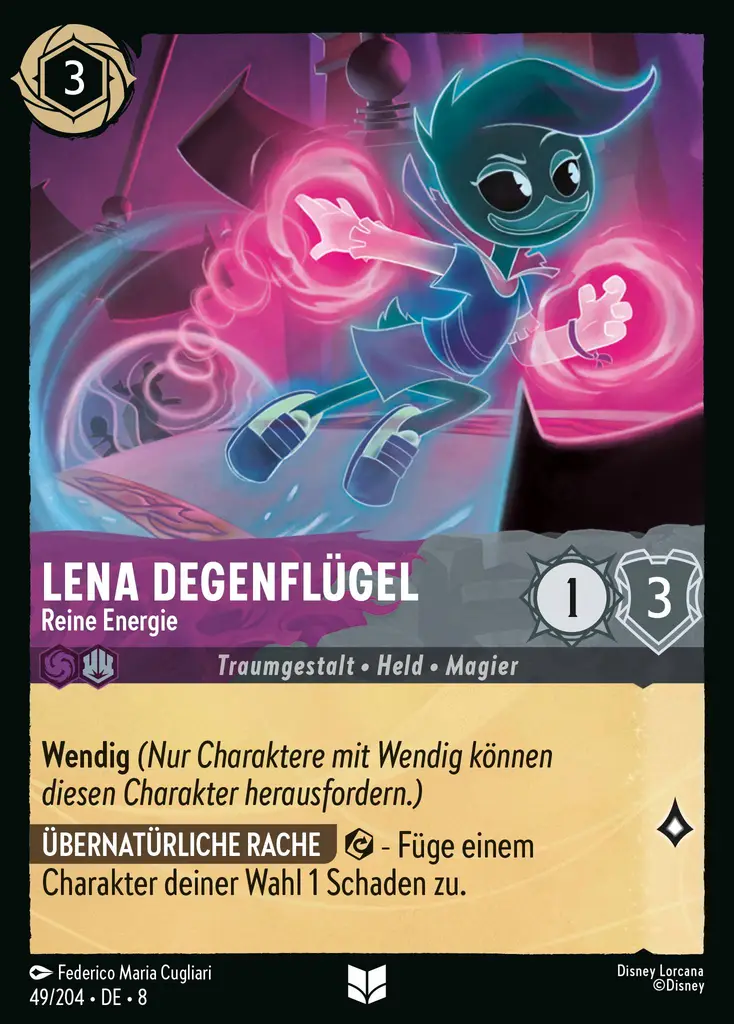 3
LENA DEGENFLÜGEL
Reine Energie
1
3
Traumgestalt • Held • Magier
Wendig (Nur Charaktere mit Wendig können
diesen Charakter herausfordern.)
ÜBERNATÜRLICHE RACHE - Füge einem
Charakter deiner Wahl 1 Schaden zu.
Federico Maria Cugliari
49/204 • DE • 8
Disney Lorcana
©Disney